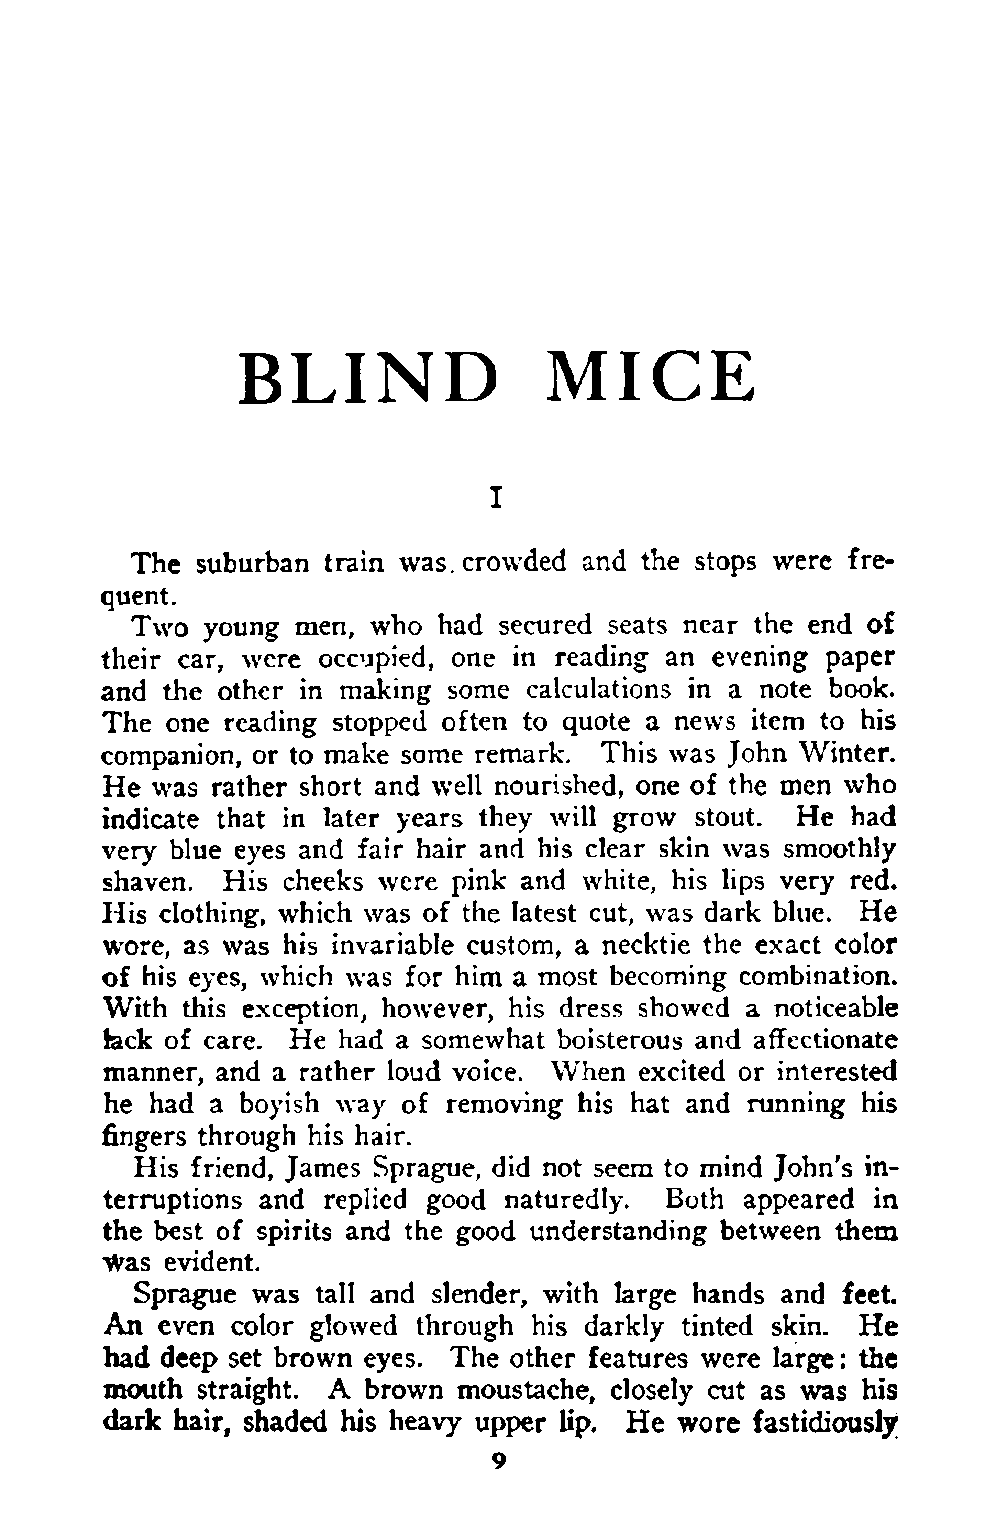 BLIND MICE
I
The suburban train was crowded and the stops were fre-
quent.
Two young men, who had secured seats near the end of
their car, were occupied, one in reading an evening paper
and the other in making some calculations in a note book.
The one reading stopped often to quote a news item to his
companion, or to make some remark. This was John Winter.
He was rather short and well nourished, one of the men who
indicate that in later years they will grow stout. He had
very blue eyes and fair hair and his clear skin was smoothly
shaven. His cheeks were pink and white, his lips very red.
His clothing, which was of the latest cut, was dark blue. He
wore, as was his invariable custom, a necktie the exact color
of his eyes, which was for him a most becoming combination.
With this exception, however, his dress showed a noticeable
lack of care. He had a somewhat boisterous and affectionate
manner, and a rather loud voice. When excited or interested
he had a boyish way of removing his hat and running his
fingers through his hair.
His friend, James Sprague, did not seem to mind John's in-
terruptions and replied good naturedly. Both appeared in
the best of spirits and the good understanding between them
was evident.
Sprague was tall and slender, with large hands and feet.
An even color glowed through his darkly tinted skin. He
had deep set brown eyes. The other features were large: the
mouth straight. A brown moustache, closely cut as was his
dark hair, shaded his heavy upper lip. He wore fastidiously
9